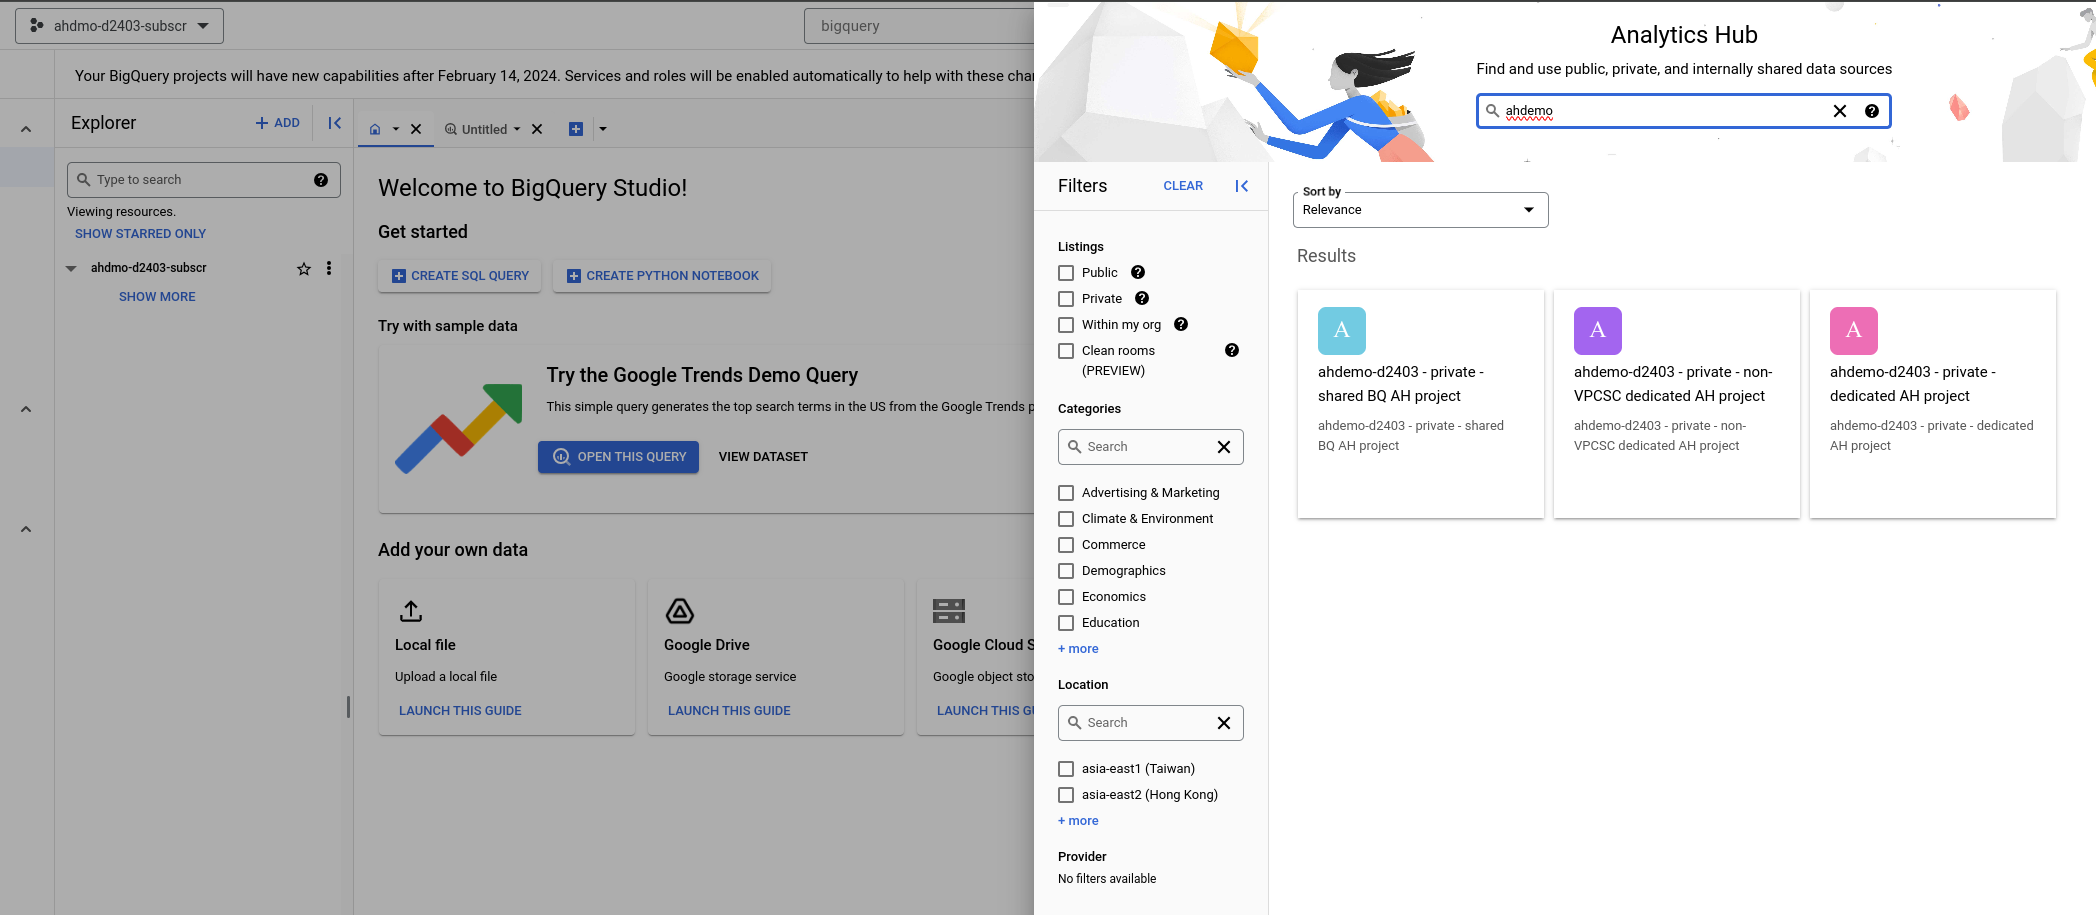 ahdmo-d2403-subscr
bigquery
Your BigQuery projects will have new capabilities after February 14, 2024. Services and roles will be enabled automatically to help with these cha
Explorer
+ ADD
Untitled
Type to search
Viewing resources.
SHOW STARRED ONLY
ahdmo-d2403-subscr
SHOW MORE
Welcome to BigQuery Studio!
Get started
CREATE SQL QUERY
CREATE PYTHON NOTEBOOK
Try with sample data
Try the Google Trends Demo Query
This simple query generates the top search terms in the US from the Google Trends p
OPEN THIS QUERY
VIEW DATASET
Add your own data
Local file
Upload a local file
LAUNCH THIS GUIDE
Google Drive
Google storage service
LAUNCH THIS GUIDE
Google Cloud S
Google object sto
LAUNCH THIS GU
Analytics Hub
Find and use public, private, and internally shared data sources
ahdemo
Filters
CLEAR
Listings
Public
Private
Within my org
Clean rooms
(PREVIEW)
Categories
Search
Advertising & Marketing
Climate & Environment
Commerce
Demographics
Economics
Education
+ more
Location
Search
asia-east1 (Taiwan)
asia-east2 (Hong Kong)
+ more
Provider
No filters available
Sort by
Relevance
Results
A
ahdemo-d2403 - private -
shared BQ AH project
ahdemo-d2403 - private - shared
BQ AH project
A
ahdemo-d2403 - private - non-
VPCSC dedicated AH project
ahdemo-d2403 - private - non-
VPCSC dedicated AH project
A
ahdemo-d2403 - private -
dedicated AH project
ahdemo-d2403 - private - dedicated
AH project